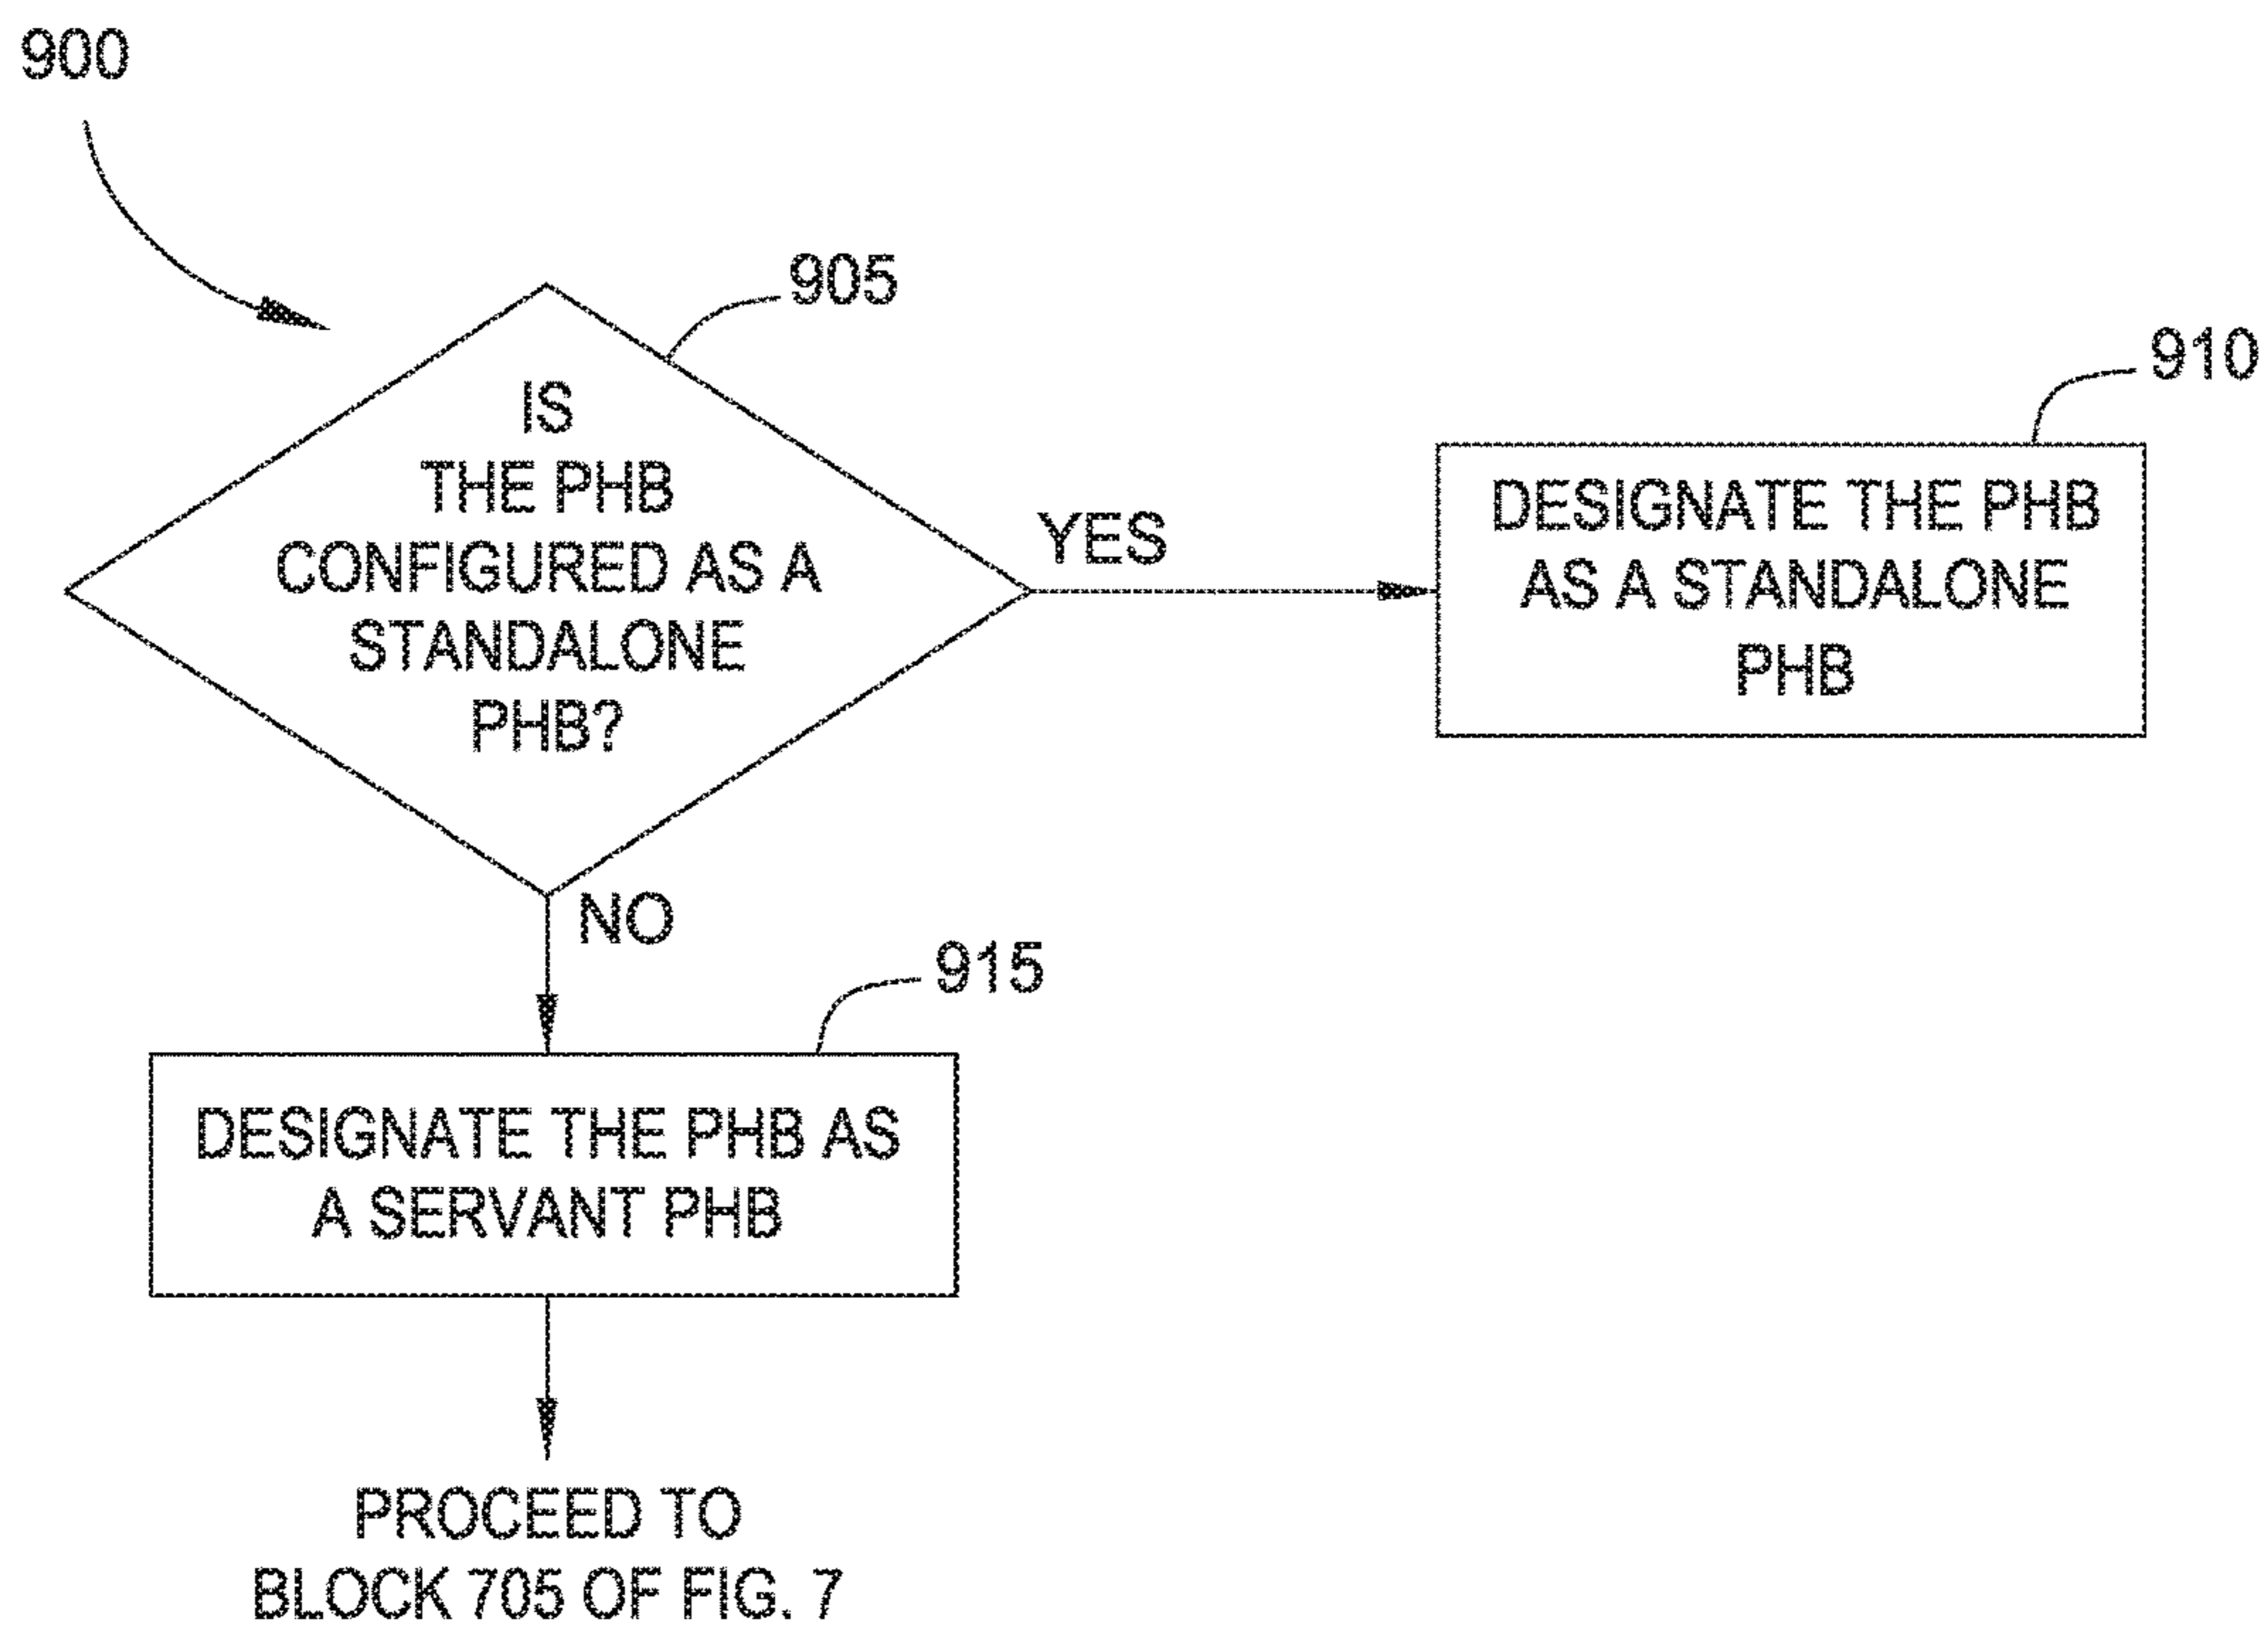 900
905
IS
THE PHB
CONFIGURED AS A
STANDALONE
PHB?
YES
910
DESIGNATE THE PHB
AS A STANDALONE
PHB
NO
915
DESIGNATE THE PHB AS
A SERVANT PHB
PROCEED TO
BLOCK 705 OF FIG. 7